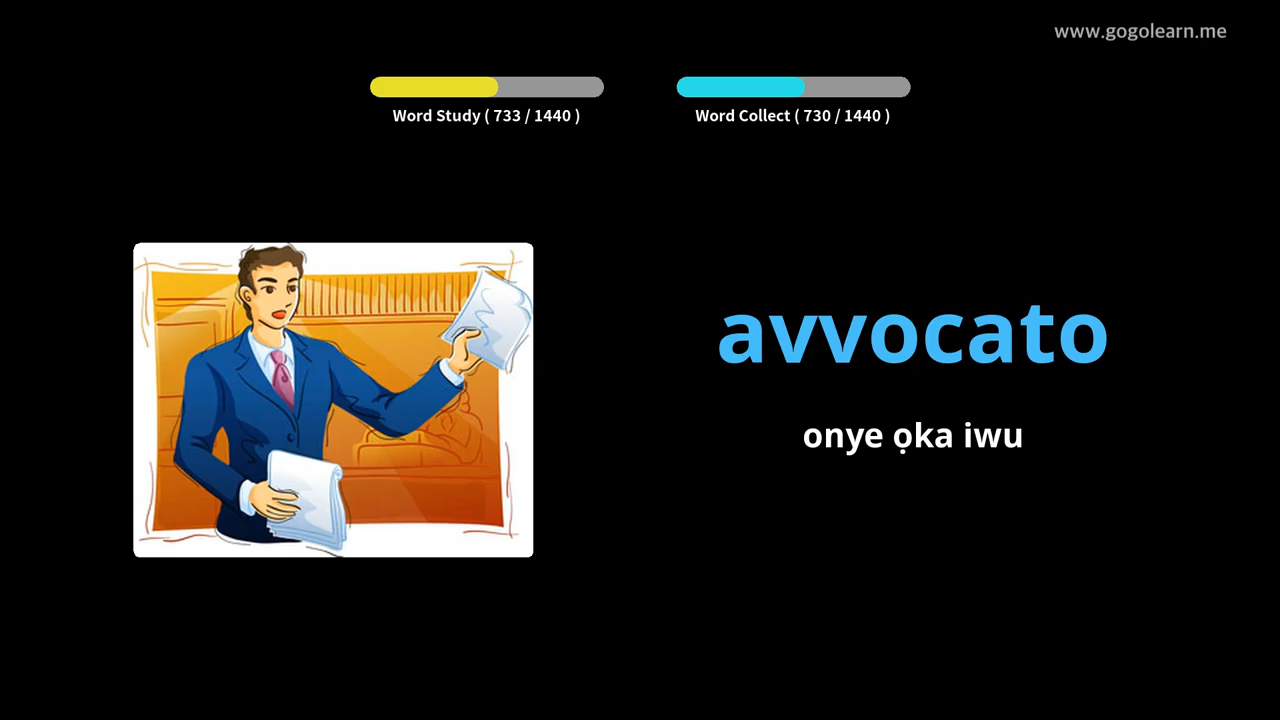 www.gogolearn.me
Word Study ( 733 / 1440 )
Word Collect ( 730 / 1440 )
avvocato
onye ọka iwu